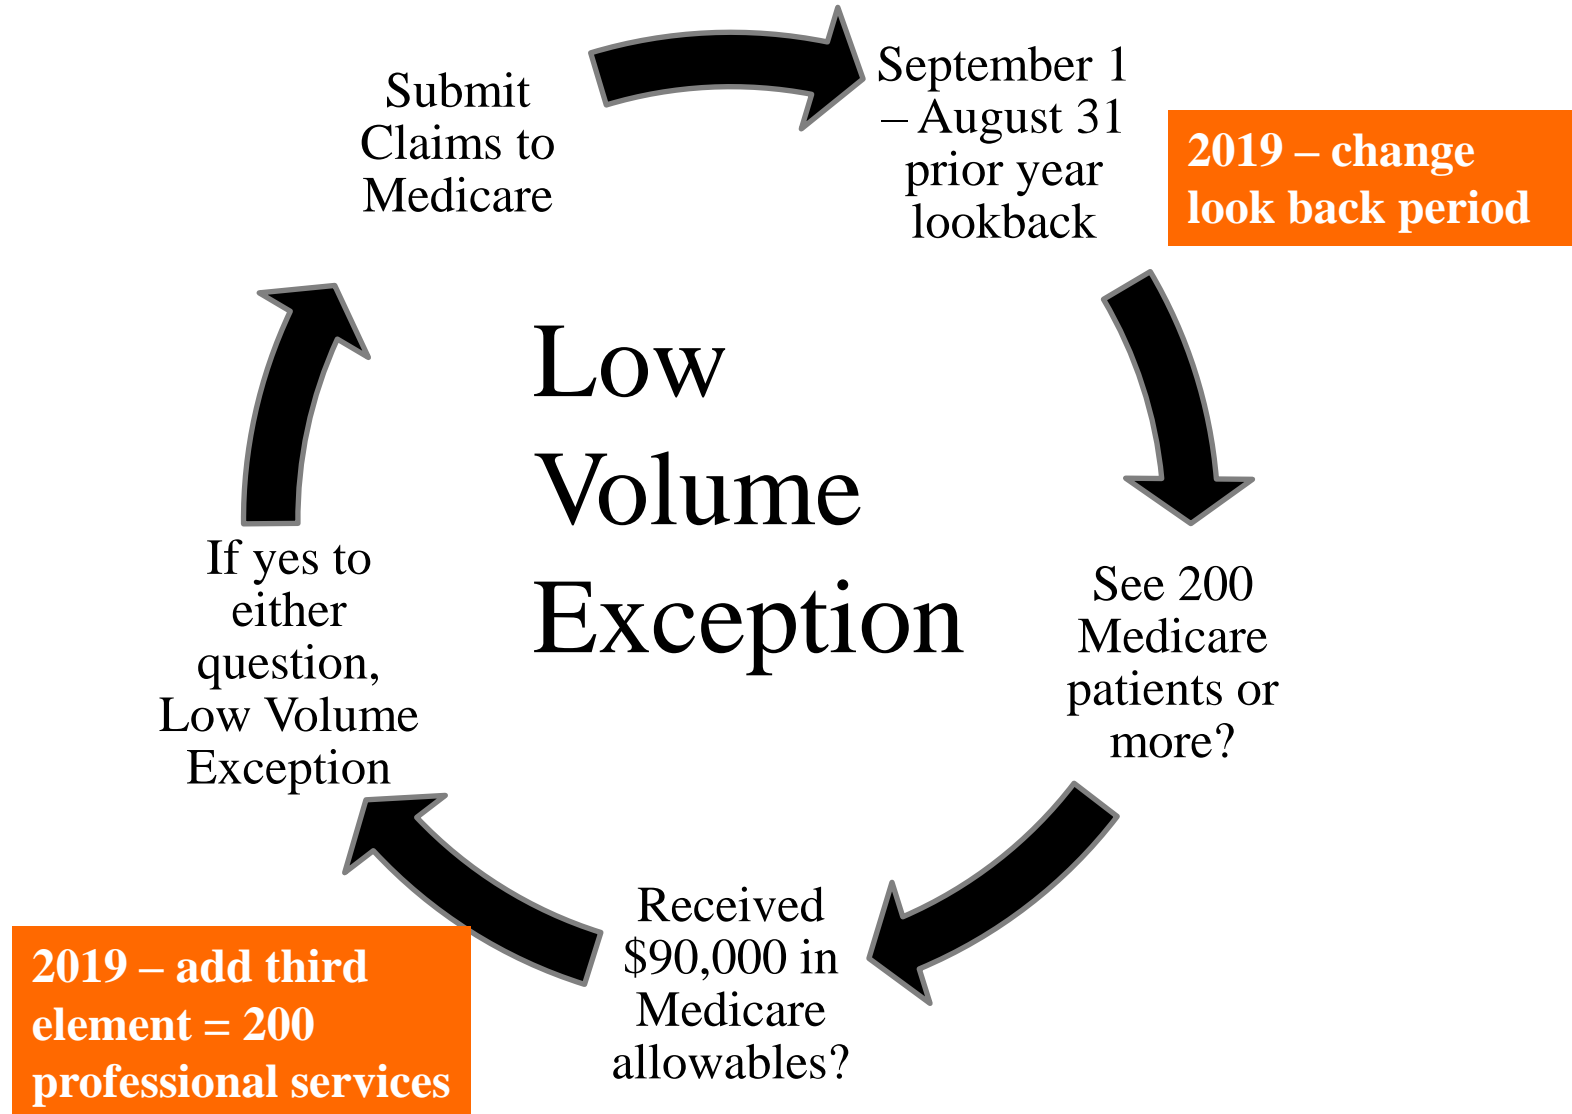 Submit
Claims to
Medicare
September 1
– August 31
prior year
lookback
2019 – change
look back period
Low
Volume
Exception
See 200
Medicare
patients or
more?
Received
$90,000 in
Medicare
allowables?
If yes to
either
question,
Low Volume
Exception
2019 – add third
element = 200
professional services